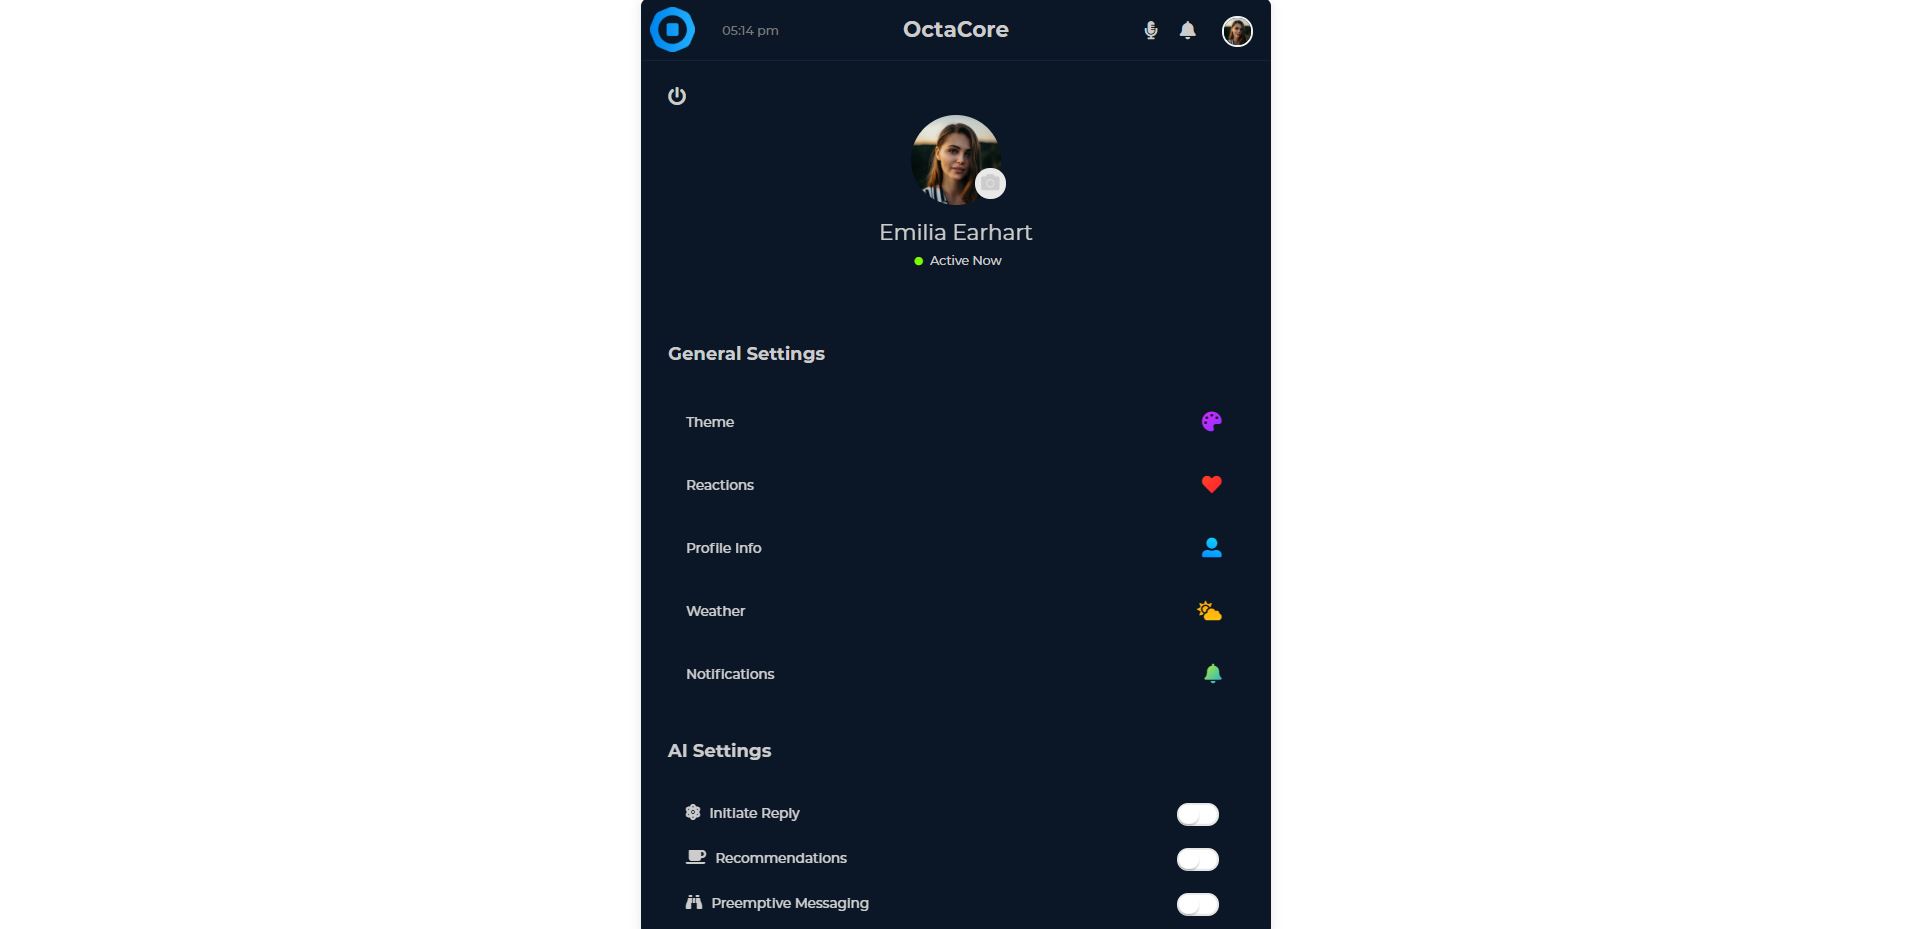 05:14 pm
OctaCore
Emilia Earhart
Active Now
General Settings
Theme
Reactions
Profile Info
Weather
Notifications
AI Settings
Initiate Reply
Recommendations
Preemptive Messaging